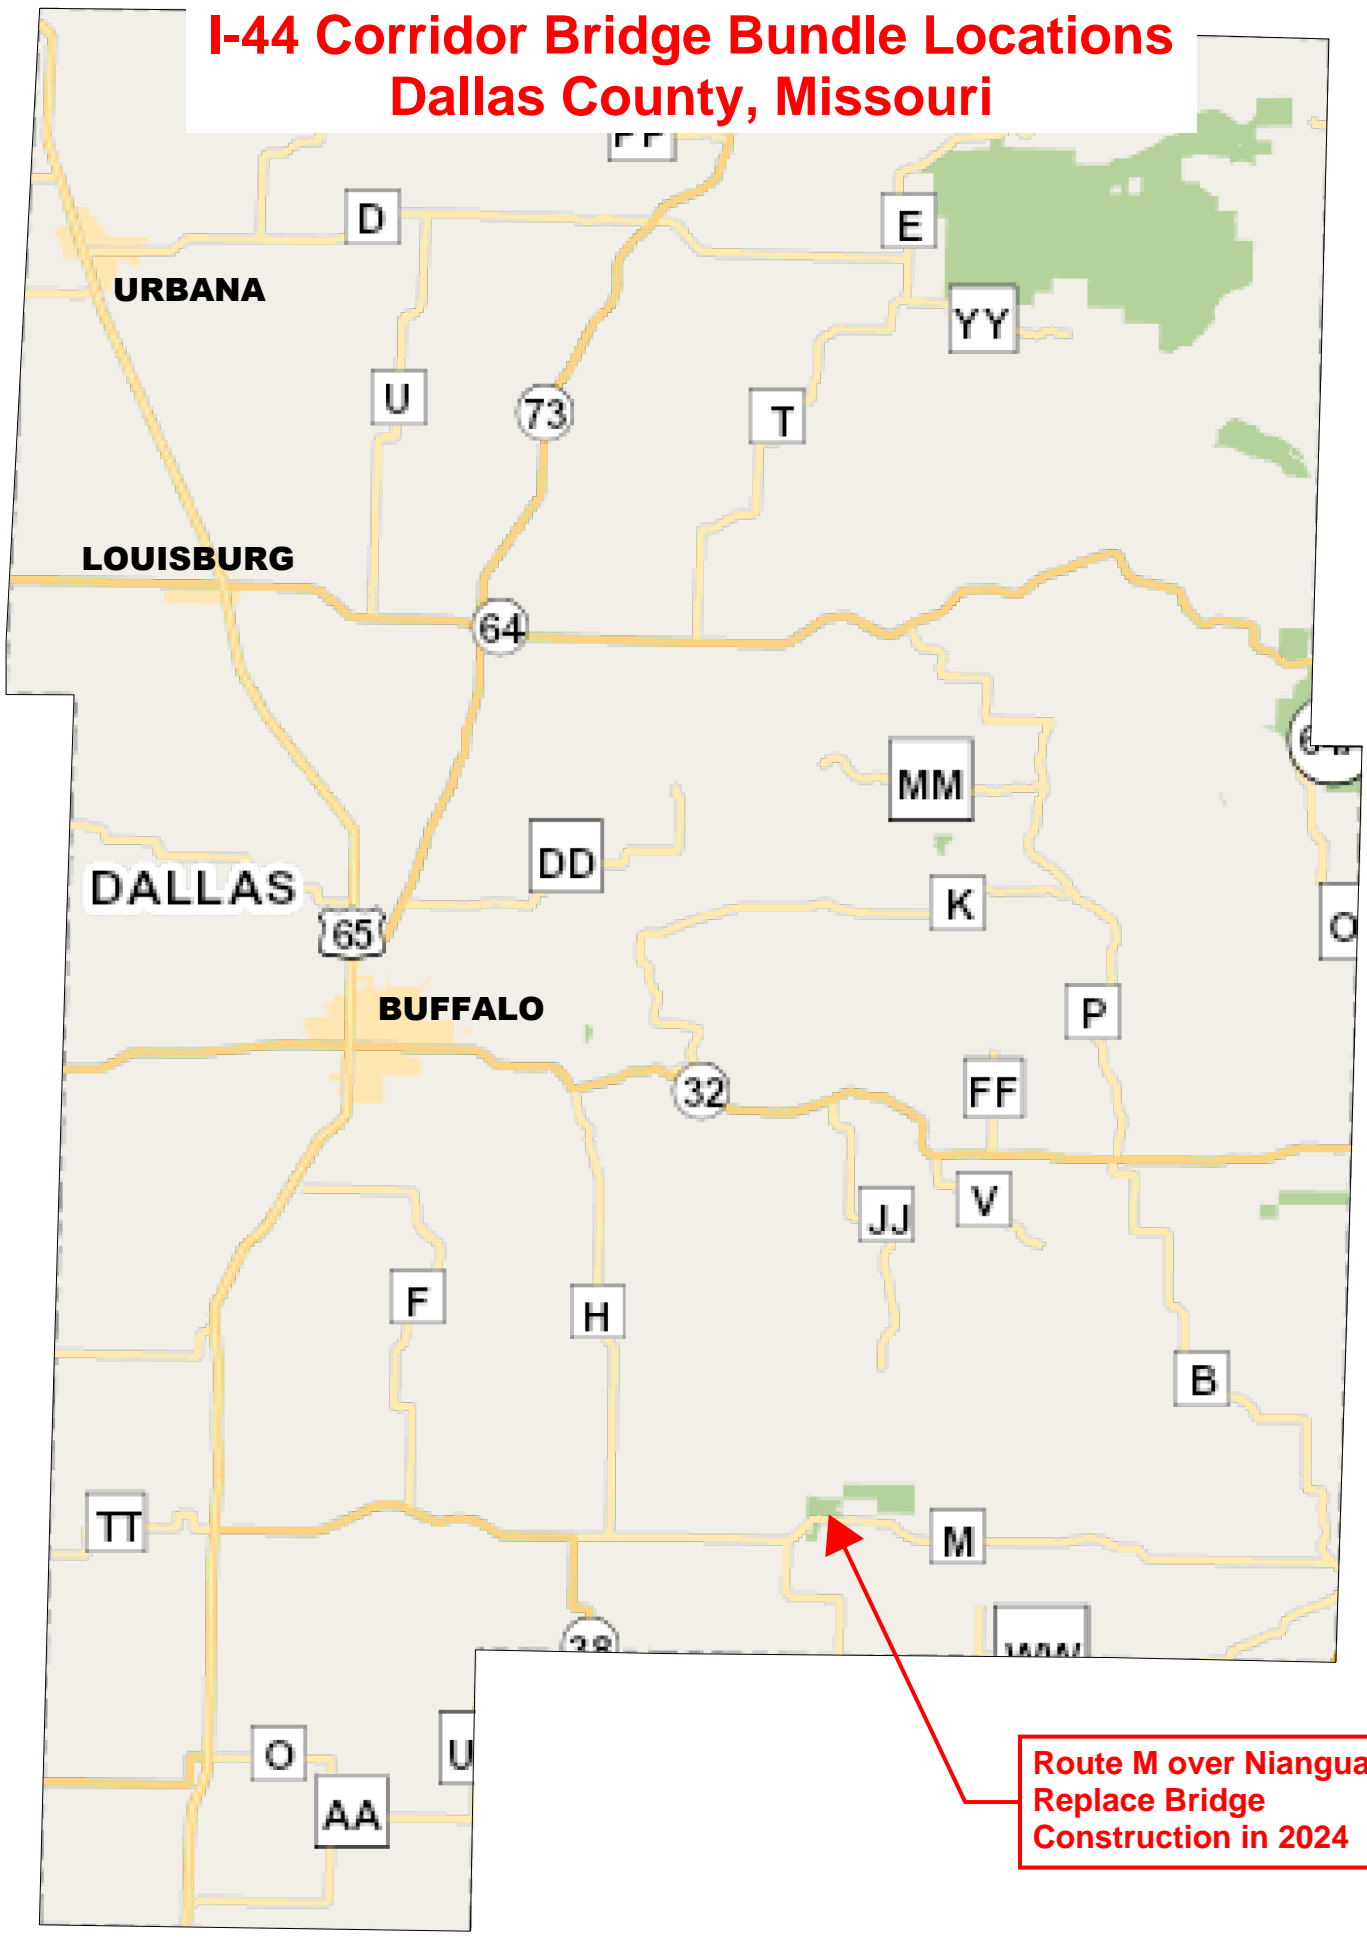 I-44 Corridor Bridge Bundle Locations
Dallas County, Missouri
D
E
URBANA
YY
U
73
T
LOUISBURG
64
MM
DD
DALLAS
K
65
O
BUFFALO
P
32
FF
V
JJ
F
H
B
TT
M
38
O
U
AA
Route M over Niangua
Replace Bridge
Construction in 2024